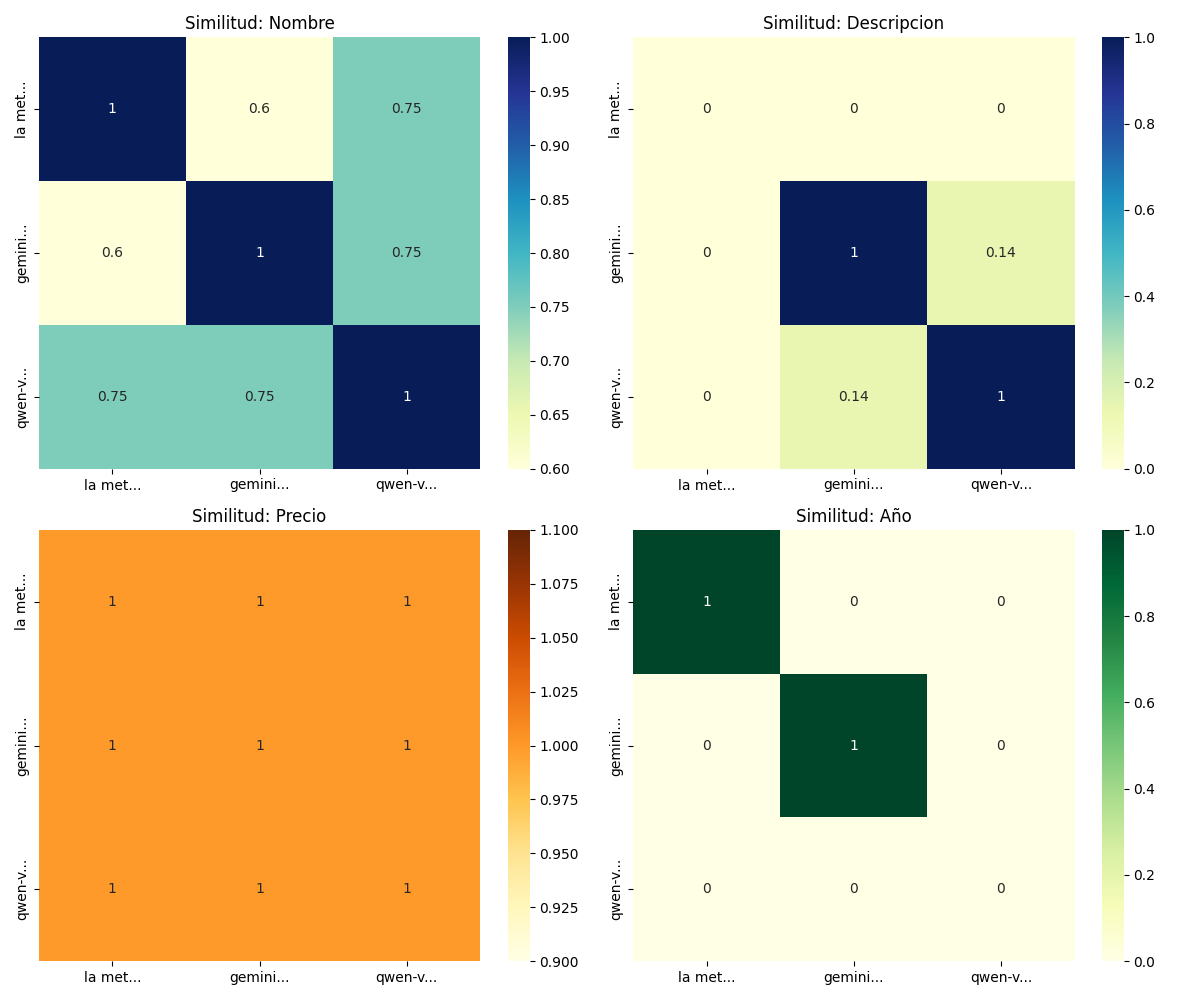 Similitud: Nombre
la met...
gemini...
qwen-v...
1 0.6 0.75
0.6 1 0.75
0.75 0.75 1
la met... gemini... qwen-v...
1.00
0.95
0.90
0.85
0.80
0.75
0.70
0.65
0.60
Similitud: Descripcion
la met...
gemini...
qwen-v...
0 0 0
0 1 0.14
0 0.14 1
la met... gemini... qwen-v...
1.0
0.8
0.6
0.4
0.2
0.0
Similitud: Precio
la met...
gemini...
qwen-v...
1 1 1
1 1 1
1 1 1
la met... gemini... qwen-v...
1.100
1.075
1.050
1.025
1.000
0.975
0.950
0.925
0.900
Similitud: Año
la met...
gemini...
qwen-v...
1 0 0
0 1 0
0 0 0
la met... gemini... qwen-v...
1.0
0.8
0.6
0.4
0.2
0.0